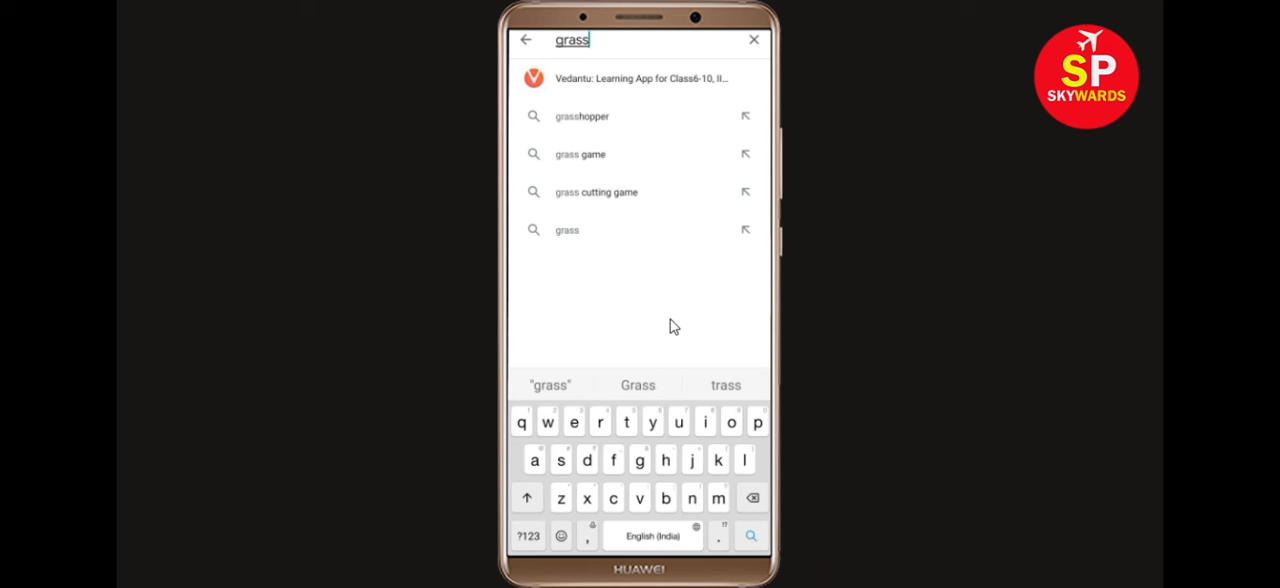 grass
SP
SKYWARDS
Vedantu: Learning App for Class6-10, II...
grasshopper
grass game
grass cutting game
grass
"grass" Grass trass
q w e r t y u i o p
a s d f g h j k l
z x c v b n m
?123 , English (India) .
HUAWEI